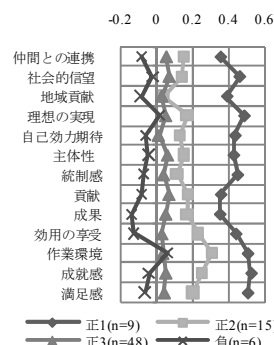 -0.2 0 0.2 0.4 0.6
仲間との連携
社会的信望
地域貢献
理想の実現
自己効力期待
主体性
統制感
貢献
成果
効用の享受
作業環境
成就感
満足感
正1(n=9) 正2(n=15)
正3(n=48) 負(n=6)